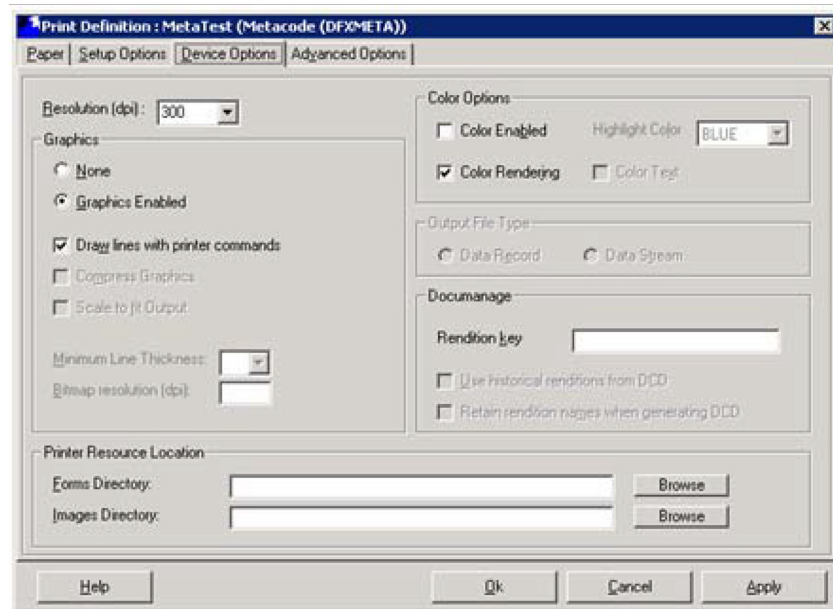 Print Definition : MetaTest (Metacode (DFXMETA))
Paper Setup Options Device Options Advanced Options
Resolution (dpi) : 300
Graphics
None
Graphics Enabled
Draw lines with printer commands
Compress Graphics
Scale to fit Output
Minimum Line Thickness:
Bitmap resolution (dpi):
Color Options
Color Enabled Highlight Color BLUE
Color Rendering Color Text
Output File Type
Data Record Data Stream
Documanage
Rendition key
Use historical renditions from DCD
Retain rendition names when generating DCD
Printer Resource Location
Forms Directory: Browse
Images Directory: Browse
Help Ok Cancel Apply